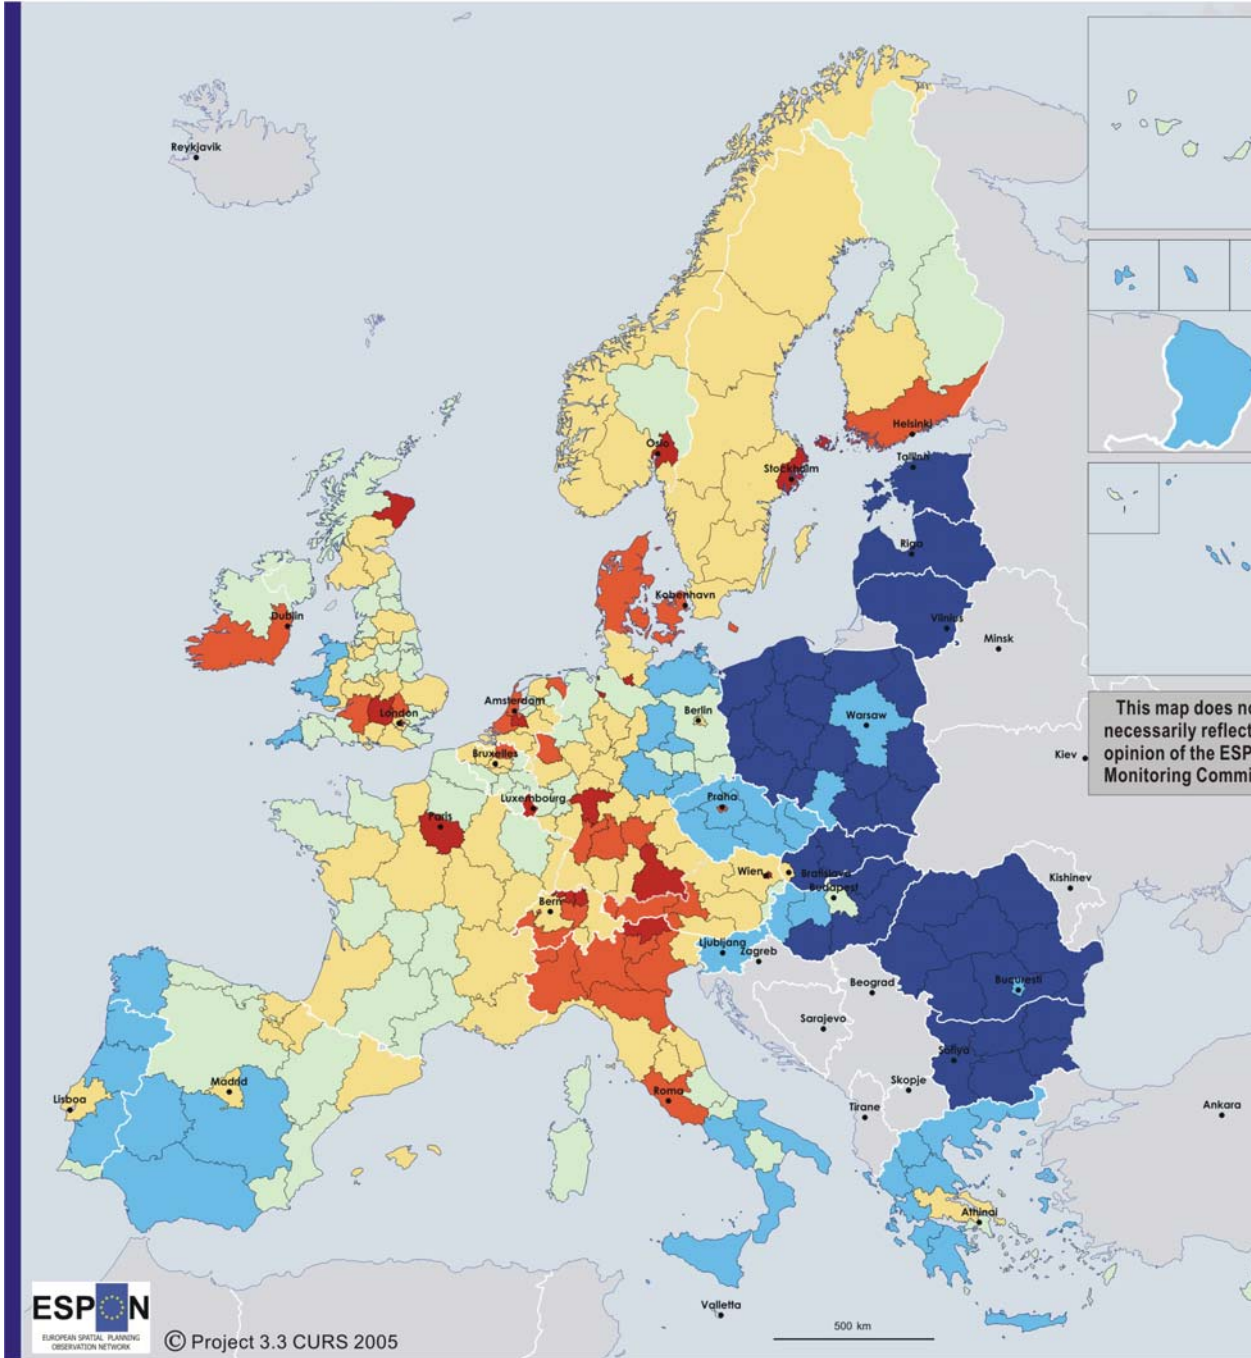 Reykjavik
Oslo
Helsinki
Stockholm
Tallinn
Riga
Dublin
København
Vilnius
Minsk
Amsterdam
London
Berlin
Warsaw
This map does no
necessarily reflect
opinion of the ESP
Monitoring Commi
Bruxelles
Kiev
Luxembourg
Praha
Paris
Wien
Bratislava
Kishinev
Budapest
Bern
Ljubljana
Zagreb
Beograd
Bucuresti
Sarajevo
Sofiya
Madrid
Skopje
Lisboa
Roma
Tirane
Ankara
Athinai
ESPON
EUROPEAN SPATIAL PLANNING
OBSERVATION NETWORK
© Project 3.3 CURS 2005
Valletta
500 km